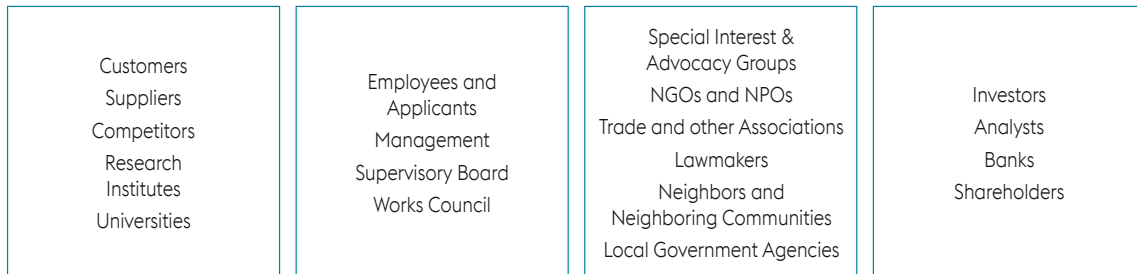 Customers
Suppliers
Competitors
Research
Institutes
Universities
Employees and
Applicants
Management
Supervisory Board
Works Council
Special Interest &
Advocacy Groups
NGOs and NPOs
Trade and other Associations
Lawmakers
Neighbors and
Neighboring Communities
Local Government Agencies
Investors
Analysts
Banks
Shareholders